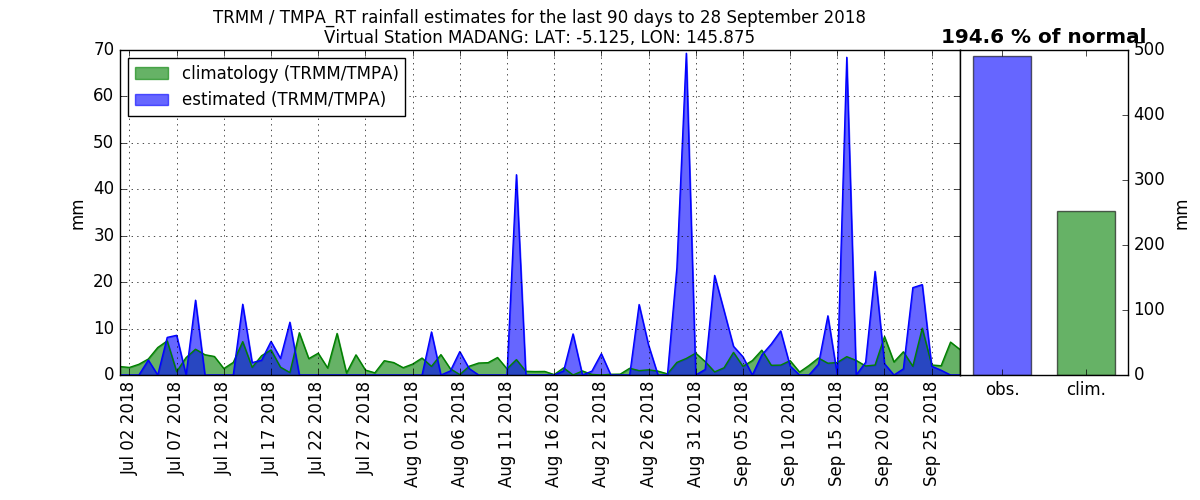 TRMM / TMPA_RT rainfall estimates for the last 90 days to 28 September 2018
Virtual Station MADANG: LAT: -5.125, LON: 145.875
194.6 % of normal
climatology (TRMM/TMPA)
estimated (TRMM/TMPA)
mm
70
60
50
40
30
20
10
0
Jul 02 2018
Jul 07 2018
Jul 12 2018
Jul 17 2018
Jul 22 2018
Jul 27 2018
Aug 01 2018
Aug 06 2018
Aug 11 2018
Aug 16 2018
Aug 21 2018
Aug 26 2018
Aug 31 2018
Sep 05 2018
Sep 10 2018
Sep 15 2018
Sep 20 2018
Sep 25 2018
obs.
clim.
500
400
300
200
100
0
mm